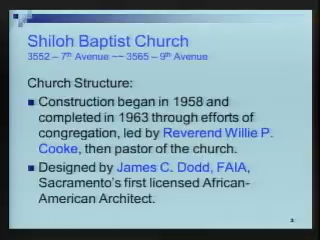 Shiloh Baptist Church
3552 – 7th Avenue ~~ 3565 – 9th Avenue
Church Structure:
Construction began in 1958 and
completed in 1963 through efforts of
congregation, led by Reverend Willie P.
Cooke, then pastor of the church.
Designed by James C. Dodd, FAIA,
Sacramento's first licensed African-
American Architect.